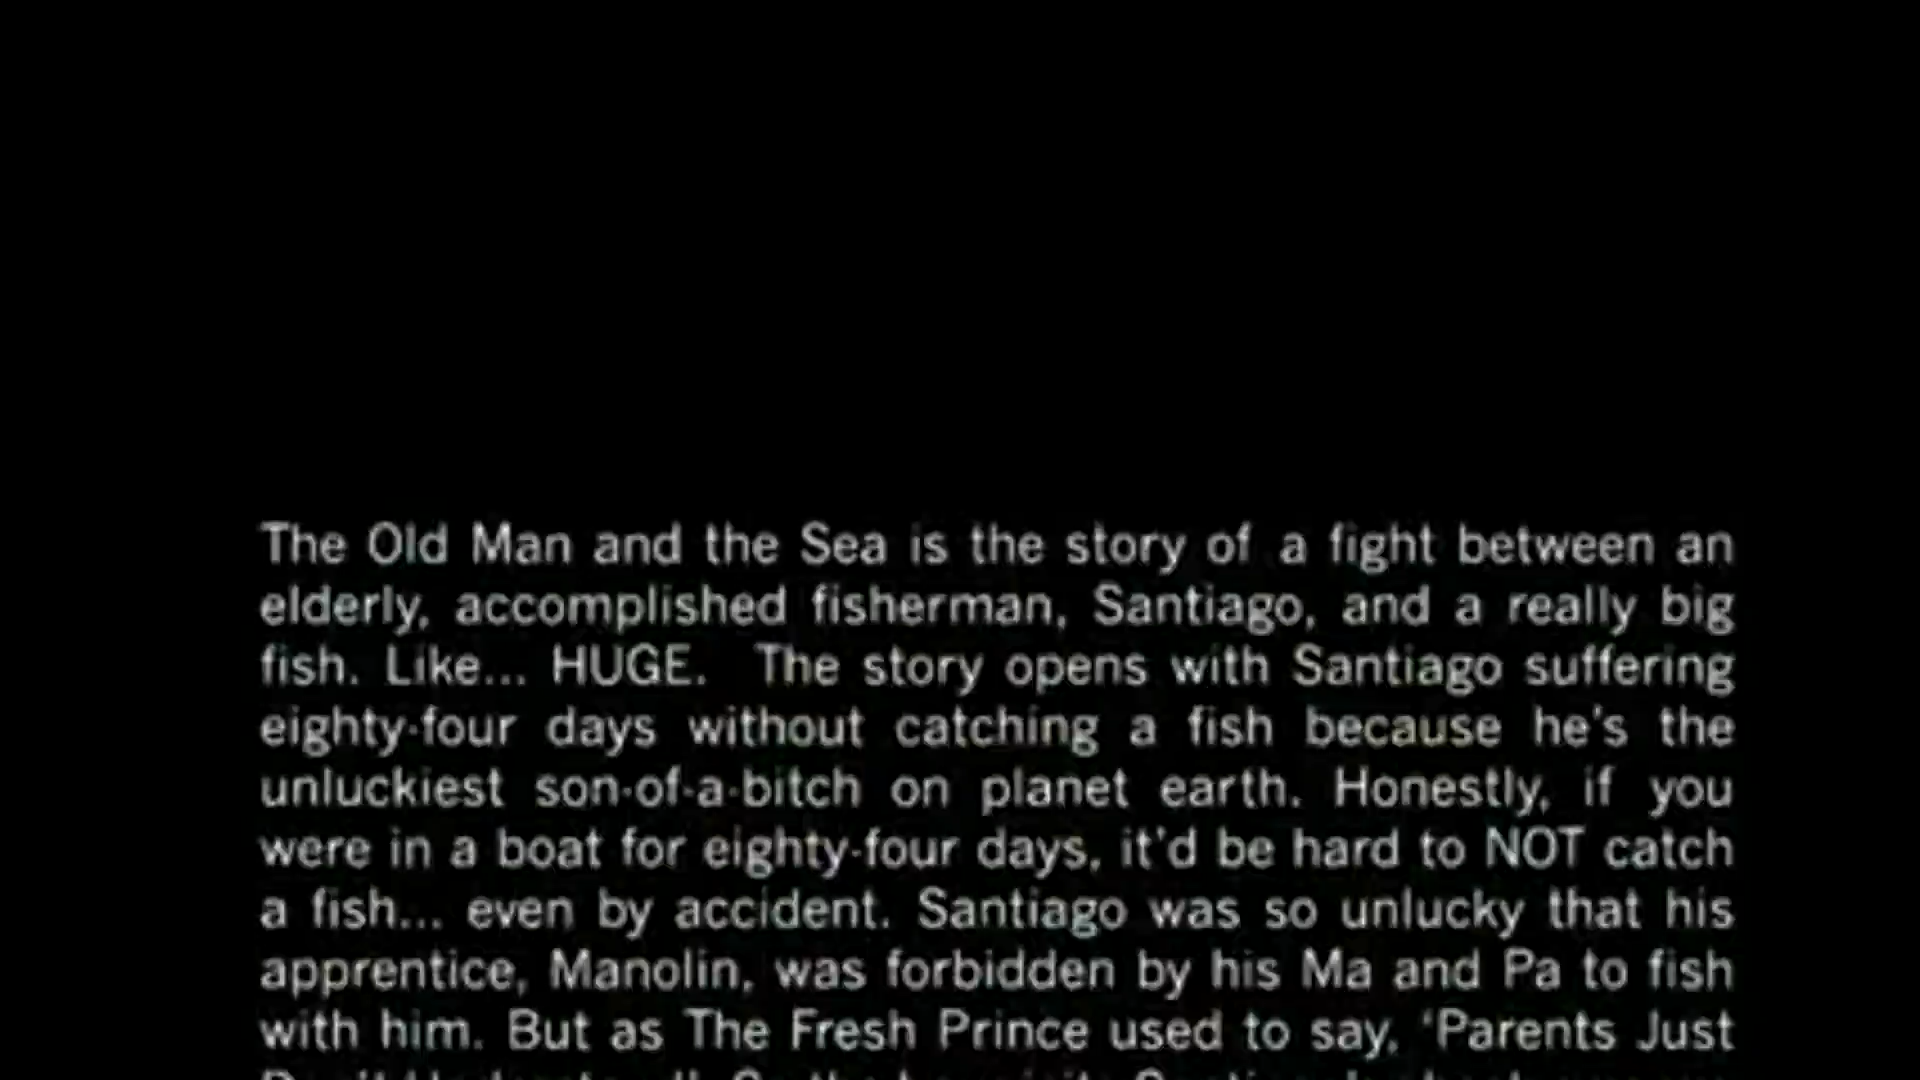 The Old Man and the Sea is the story of a fight between an
elderly, accomplished fisherman, Santiago, and a really big
fish. Like... HUGE. The story opens with Santiago suffering
eighty-four days without catching a fish because he's the
unluckiest son-of-a-bitch on planet earth. Honestly, if you
were in a boat for eighty-four days, it'd be hard to NOT catch
a fish... even by accident. Santiago was so unlucky that his
apprentice, Manolin, was forbidden by his Ma and Pa to fish
with him. But as The Fresh Prince used to say, 'Parents Just